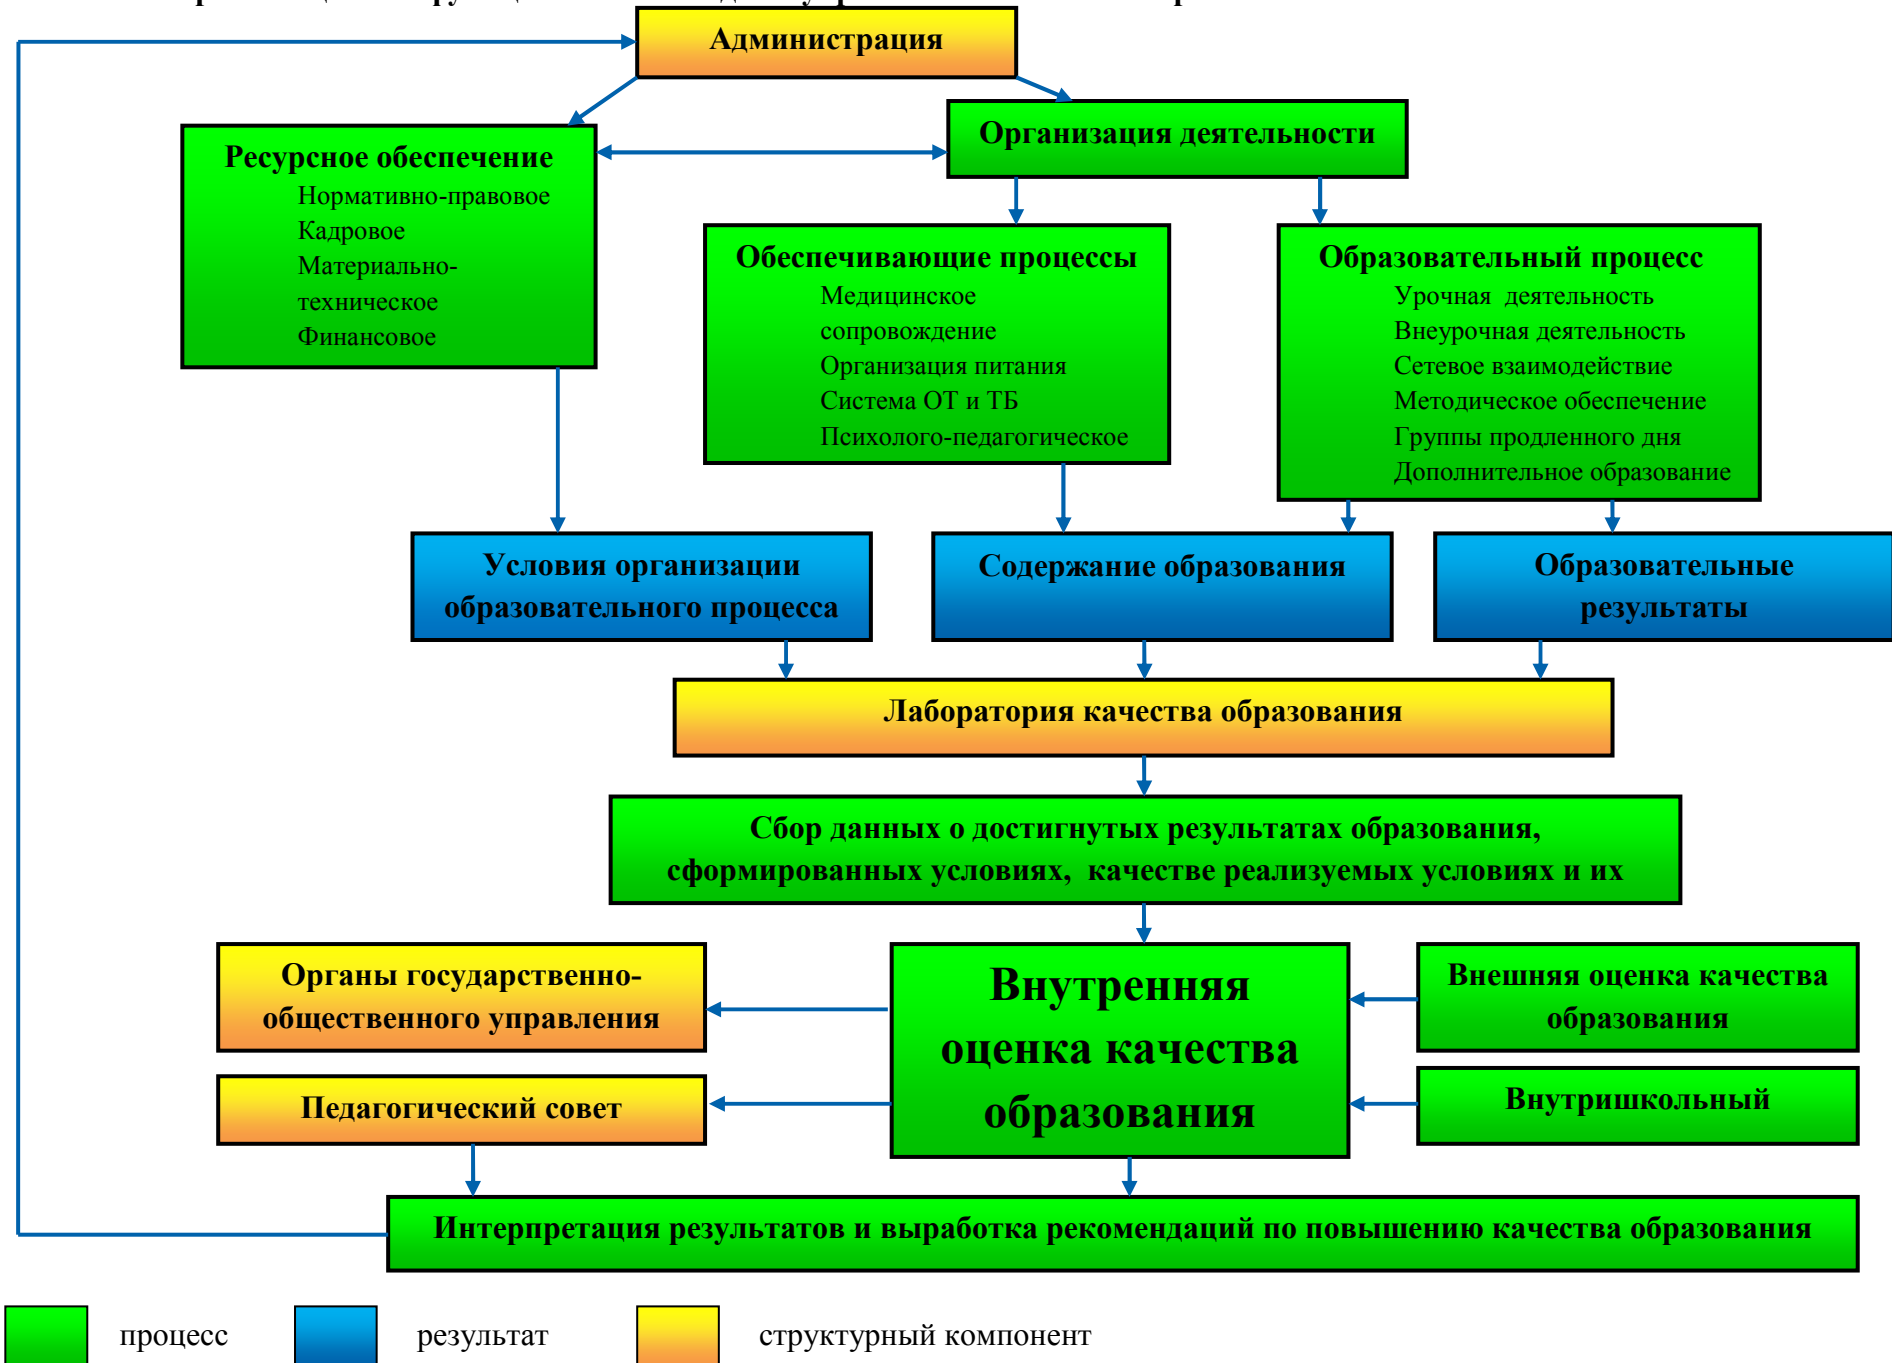 Администрация
Организация деятельности
Ресурсное обеспечение
Нормативно-правовое
Кадровое
Материально-
техническое
Финансовое
Обеспечивающие процессы
Медицинское
сопровождение
Организация питания
Система ОТ и ТБ
Психолого-педагогическое
Образовательный процесс
Урочная деятельность
Внеурочная деятельность
Сетевое взаимодействие
Методическое обеспечение
Группы продленного дня
Дополнительное образование
Условия организации
образовательного процесса
Содержание образования
Образовательные
результаты
Лаборатория качества образования
Сбор данных о достигнутых результатах образования,
сформированных условиях, качестве реализуемых условиях и их
Органы государственно-
общественного управления
Педагогический совет
Внутренняя
оценка качества
образования
Внешняя оценка качества
образования
Внутришкольный
Интерпретация результатов и выработка рекомендаций по повышению качества образования
процесс
результат
структурный компонент